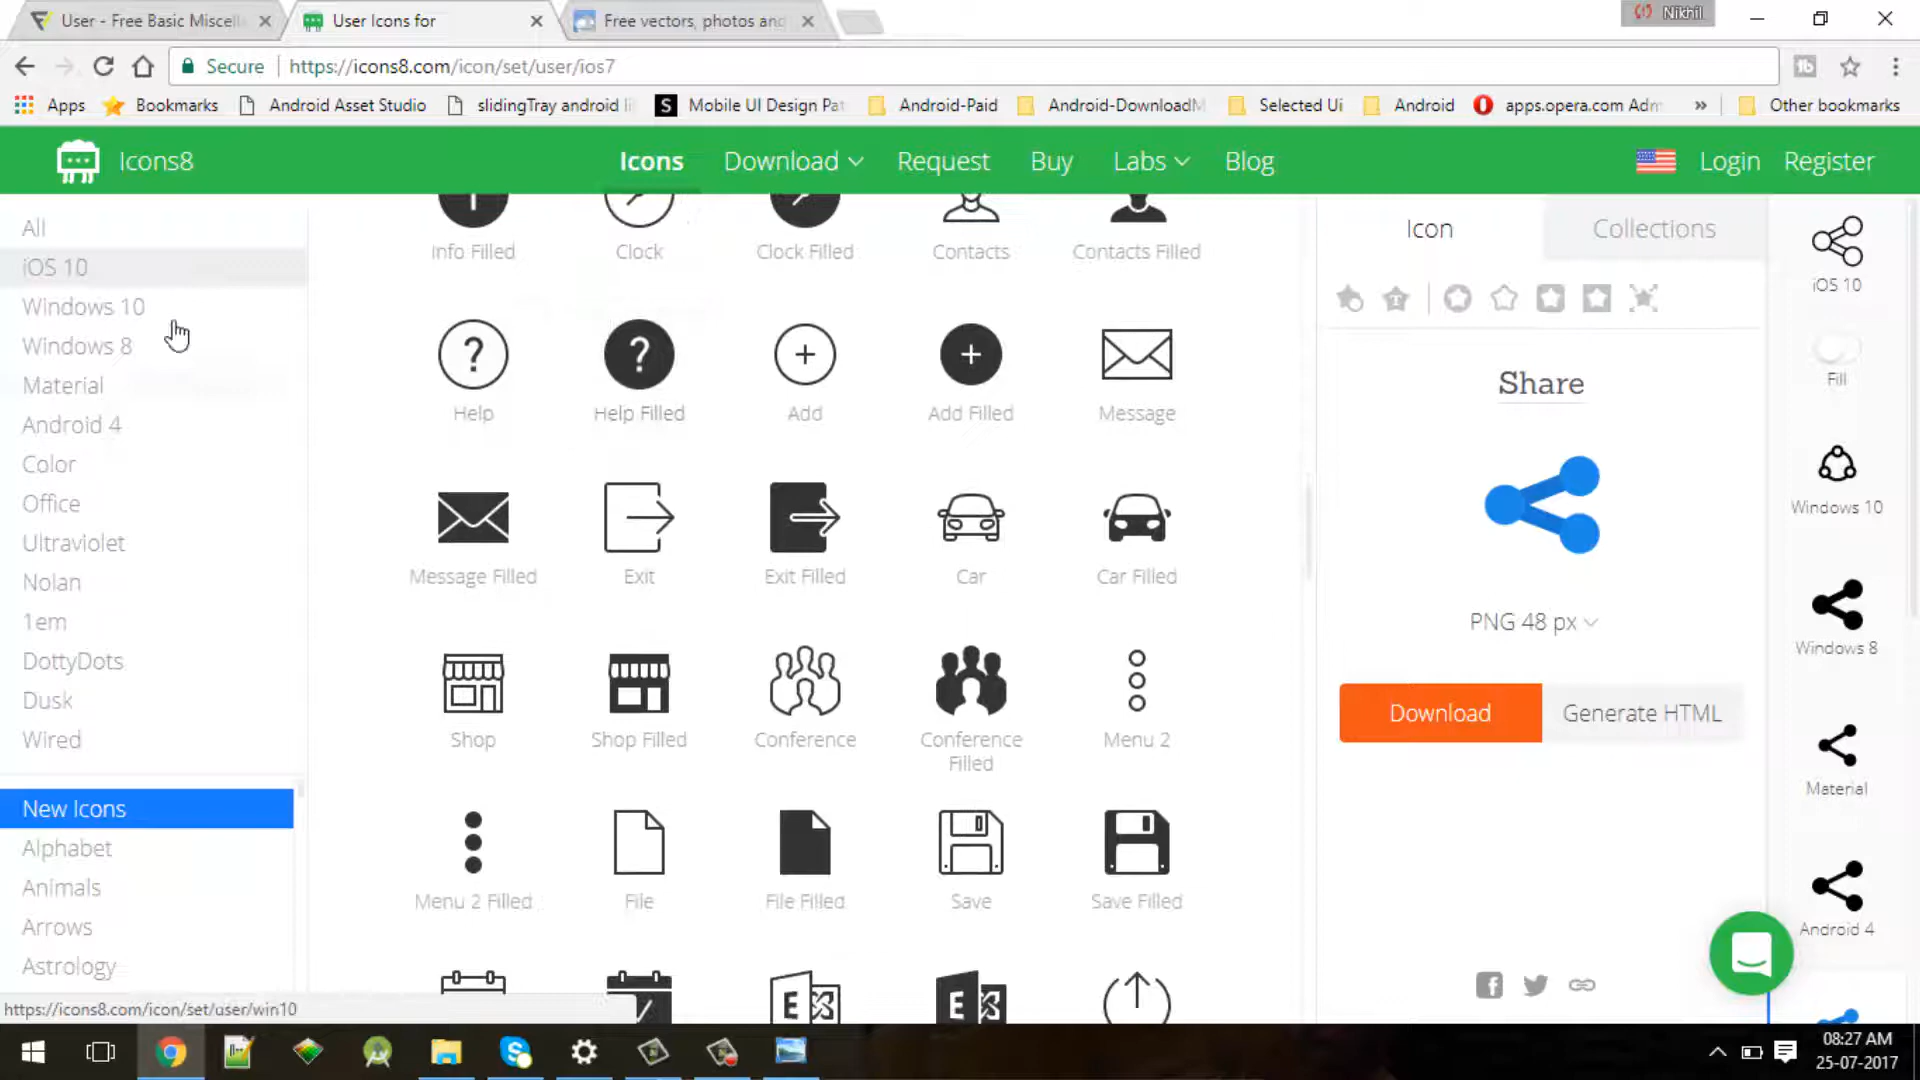 User - Free Basic Miscell
User Icons for
Free vectors, photos and
Nikhil
Secure
https://icons8.com/icon/set/user/ios7
Apps
Bookmarks
Android Asset Studio
slidingTray android li
S
Mobile UI Design Pat
Android-Paid
Android-DownloadM
Selected Ui
Android
apps.opera.com Adm
»
Other bookmarks
Icons8
Icons
Download
Request
Buy
Labs
Blog
Login
Register
All
iOS 10
Windows 10
Windows 8
Material
Android 4
Color
Office
Ultraviolet
Nolan
1em
DottyDots
Dusk
Wired
New Icons
Alphabet
Animals
Arrows
Astrology
https://icons8.com/icon/set/user/win10
Info Filled
Clock
Clock Filled
Contacts
Contacts Filled
Help
Help Filled
Add
Add Filled
Message
Message Filled
Exit
Exit Filled
Car
Car Filled
Shop
Shop Filled
Conference
Conference
Filled
Menu 2
Menu 2 Filled
File
File Filled
Save
Save Filled
Icon
Collections
Share
PNG 48 px
Download
Generate HTML
iOS 10
Fill
Windows 10
Windows 8
Material
Android 4
08:27 AM
25-07-2017